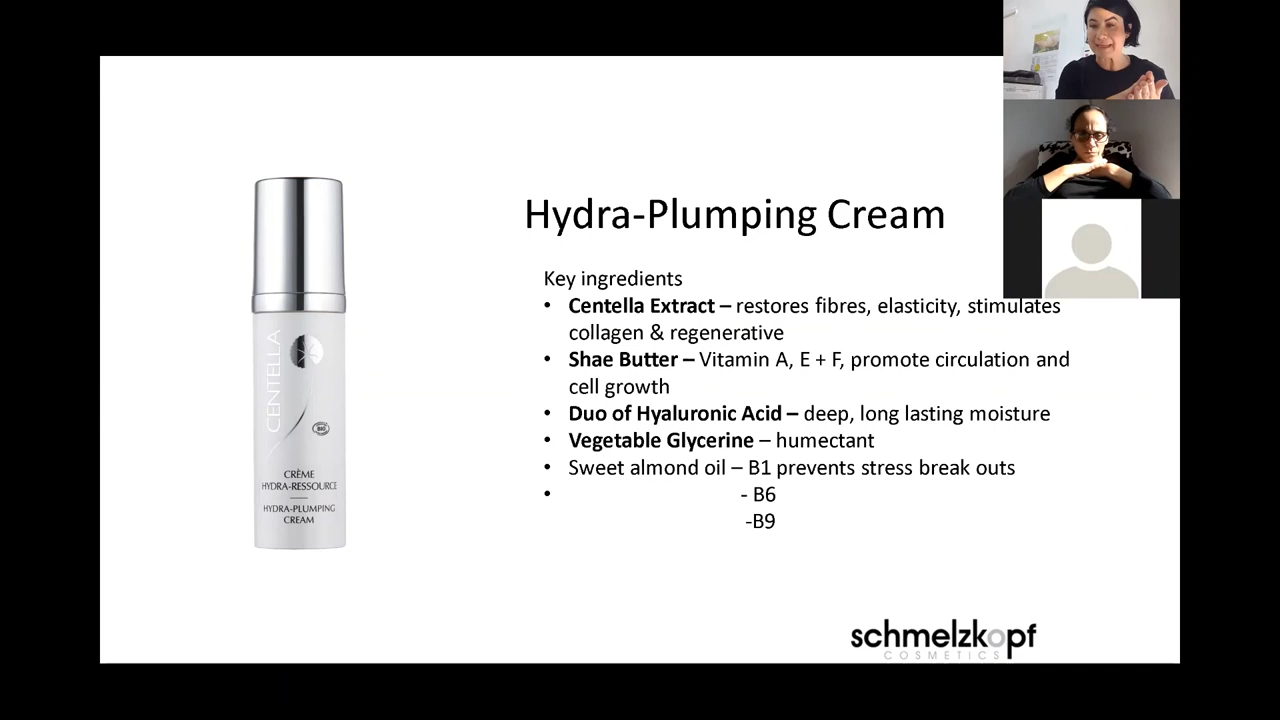 Hydra-Plumping Cream
Key ingredients
• Centella Extract – restores fibres, elasticity, stimulates
collagen & regenerative
• Shae Butter – Vitamin A, E + F, promote circulation and
cell growth
• Duo of Hyaluronic Acid – deep, long lasting moisture
• Vegetable Glycerine – humectant
• Sweet almond oil – B1 prevents stress break outs
• - B6
-B9
CENTELLA
BIO
CRÈME
HYDRA-RESSOURCE
HYDRA-PLUMPING
CREAM
schmelzkopf
COSMETICS